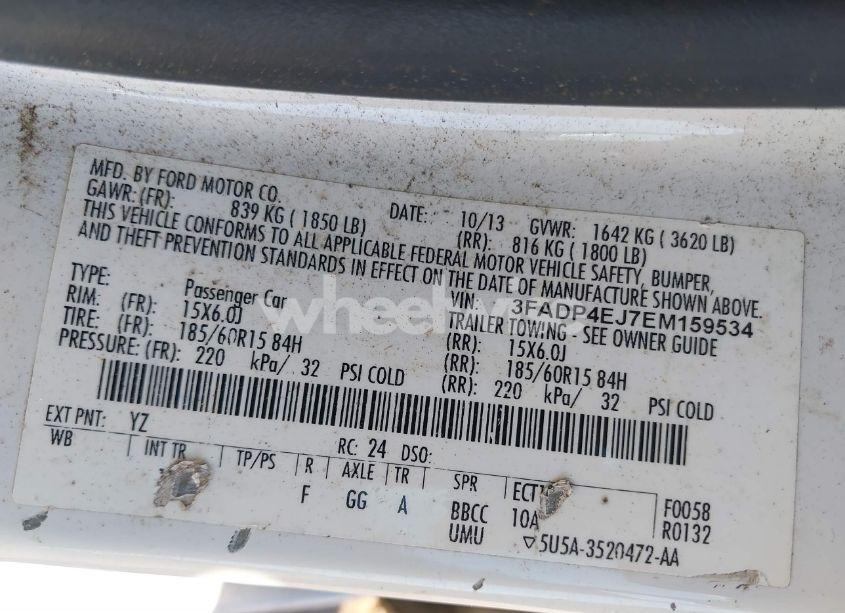 MFD. BY FORD MOTOR CO.
DATE: 10/13 GVWR: 1642 KG ( 3620 LB)
GAWR: (FR): 839 KG ( 1850 LB) (RR): 816 KG ( 1800 LB)
THIS VEHICLE CONFORMS TO ALL APPLICABLE FEDERAL MOTOR VEHICLE SAFETY, BUMPER,
AND THEFT PREVENTION STANDARDS IN EFFECT ON THE DATE OF MANUFACTURE SHOWN ABOVE.
VIN: 3FADP4EJ7EM159534
TYPE: Passenger Car TRAILER TOWING - SEE OWNER GUIDE
RIM: (FR): 15X6.0J (RR): 15X6.0J
TIRE: (FR): 185/60R15 84H (RR): 185/60R15 84H
PRESSURE: (FR): 220 kPa/ 32 PSI COLD (RR): 220 kPa/ 32 PSI COLD
EXT PNT: YZ RC: 24 DSO:
WB INT TR TP/PS R AXLE TR SPR
F GG A BBCC 10A F0058
UMU R0132
▽5U5A-3520472-AA